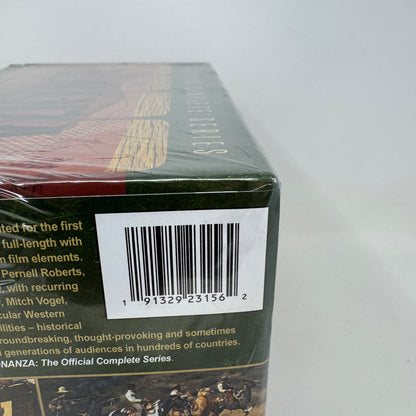 SERIES
ted for the first
full-length with
n film elements.
Pernell Roberts,
, with recurring
, Mitch Vogel,
cular Western
ilities – historical
roundbreaking, thought-provoking and sometimes
generations of audiences in hundreds of countries.
NANZA: The Official Complete Series.
1 91329 23156 2